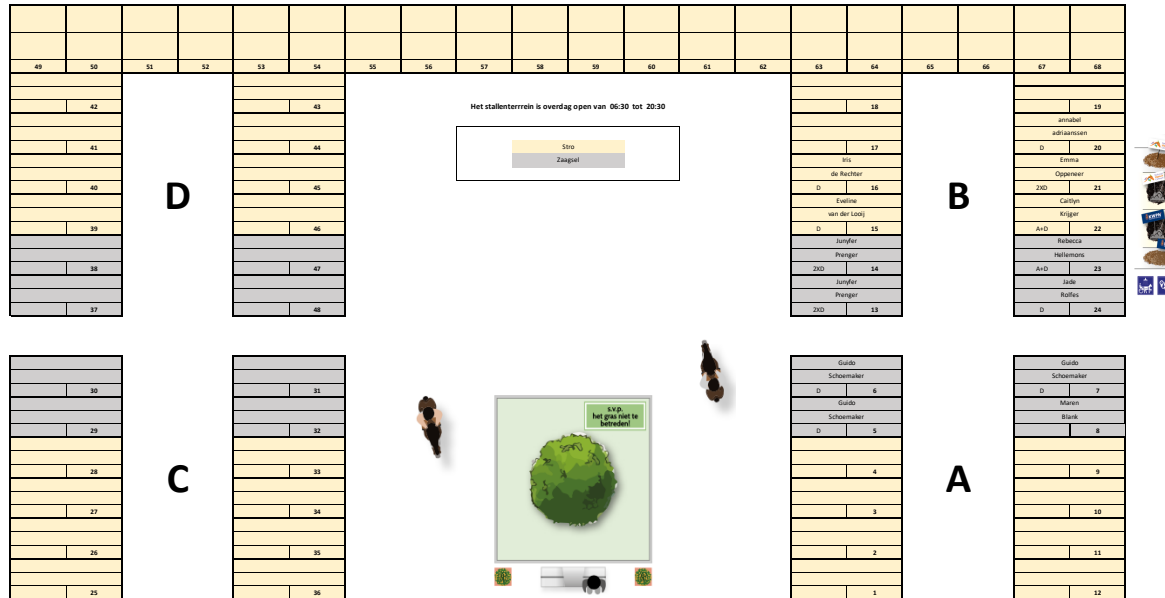 49 50 51 52 53 54 55 56 57 58 59 60 61 62 63 64 65 66 67 68
42 43 Het stallenterrrein is overdag open van 06:30 tot 20:30 18 19
annabel
adriaanssen
41 44 Stro 17 D 20
Zaagsel Iris Emma
de Rechter Oppeneer
40 45 D 16 2XD 21
D B
Eveline Caitlyn
van der Looij Krijger
39 46 D 15 A+D 22
Junyfer Rebecca
Prenger Hellemons
38 47 2XD 14 A+D 23
Junyfer Jade
Prenger Rolfes
37 48 2XD 13 D 24
Guido Guido
Schoemaker Schoemaker
30 31 D 6 D 7
Guido Maren
Schoemaker Blank
29 32 D 5 8
s.v.p.
het gras niet te
betreden!
28 33 4 9
C A
27 34 3 10
26 35 2 11
25 36 1 12